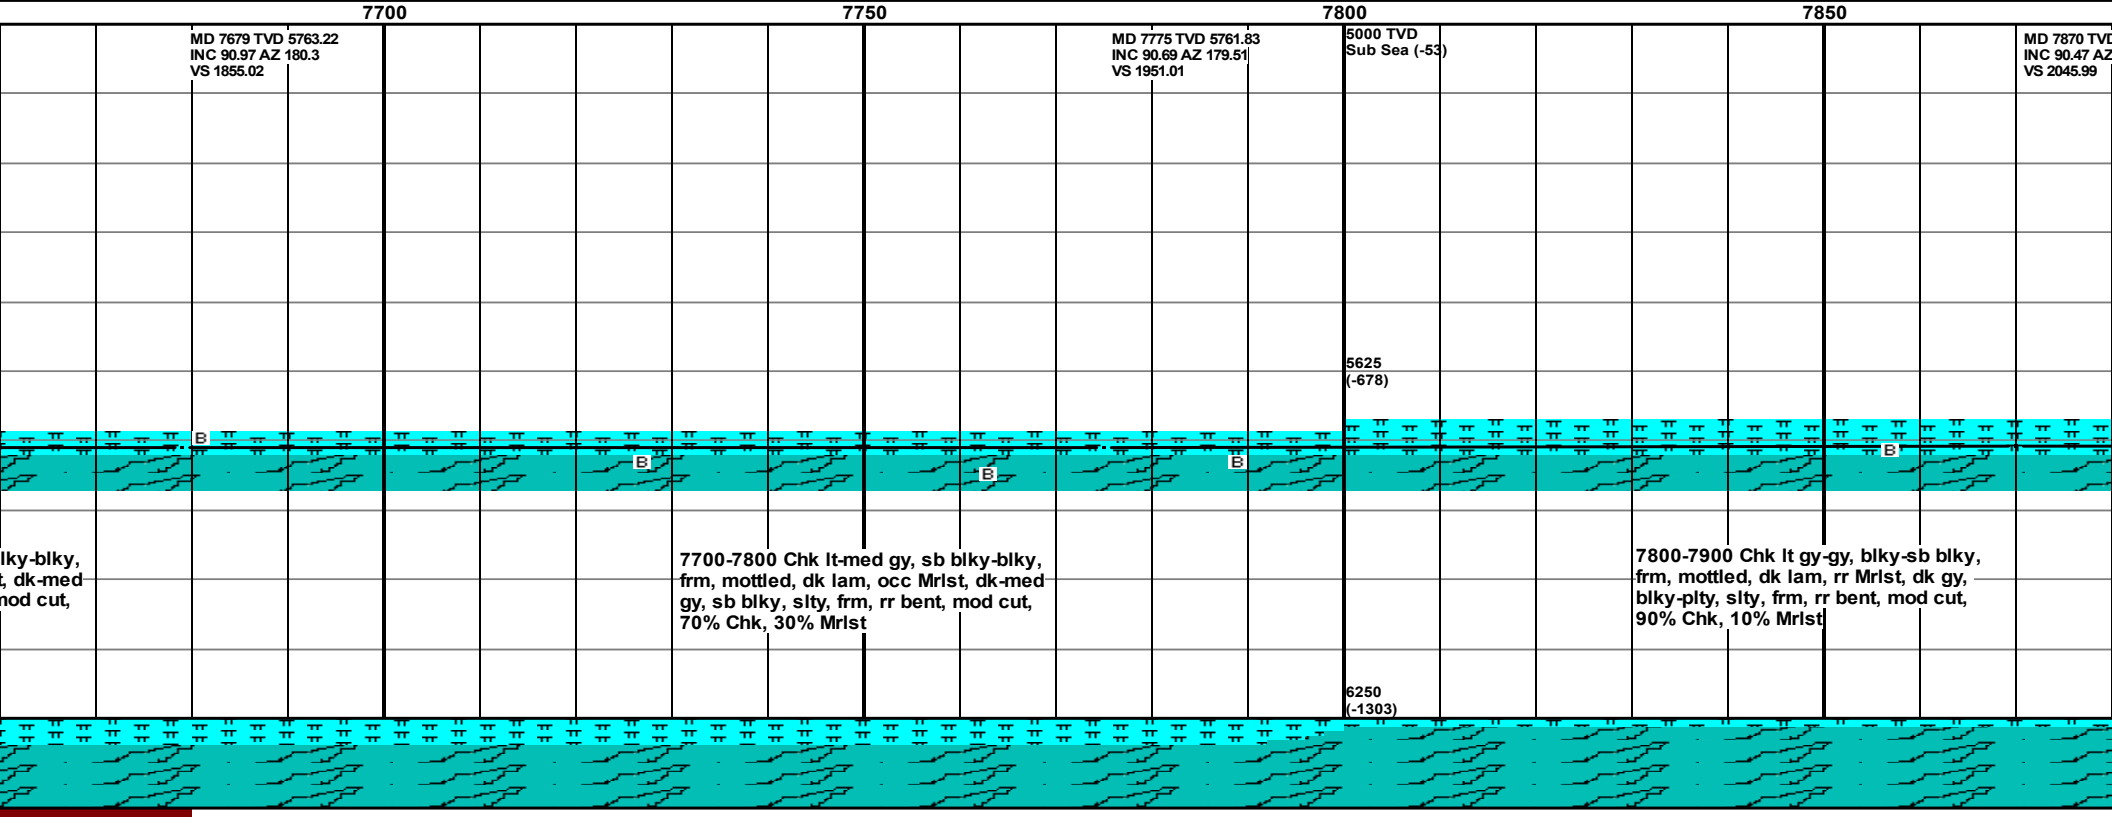 7700 7750 7800 7850
MD 7679 TVD 5763.22
INC 90.97 AZ 180.3
VS 1855.02
MD 7775 TVD 5761.83
INC 90.69 AZ 179.51
VS 1951.01
5000 TVD
Sub Sea (-53)
MD 7870 TVD
INC 90.47 AZ
VS 2045.99
5625
(-678)
B
B
B
B
B
lky-blky,
t, dk-med
mod cut,
7700-7800 Chk lt-med gy, sb blky-blky,
frm, mottled, dk lam, occ Mrlst, dk-med
gy, sb blky, slty, frm, rr bent, mod cut,
70% Chk, 30% Mrlst
7800-7900 Chk lt gy-gy, blky-sb blky,
frm, mottled, dk lam, rr Mrlst, dk gy,
blky-plty, slty, frm, rr bent, mod cut,
90% Chk, 10% Mrlst
6250
(-1303)